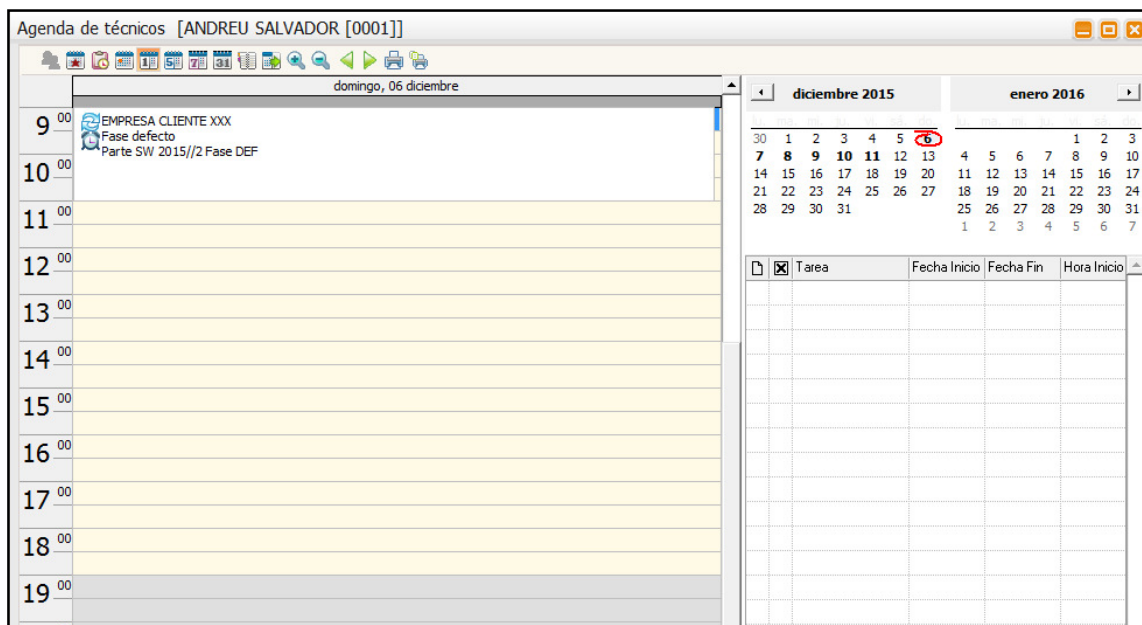 Agenda de técnicos [ANDREU SALVADOR [0001]]
1 5 7 31
domingo, 06 diciembre
9 00
EMPRESA CLIENTE XXX
Fase defecto
Parte SW 2015//2 Fase DEF
10 00
11 00
12 00
13 00
14 00
15 00
16 00
17 00
18 00
19 00
diciembre 2015
lu. ma. mi. ju. vi. sá. do.
30 1 2 3 4 5 6
7 8 9 10 11 12 13
14 15 16 17 18 19 20
21 22 23 24 25 26 27
28 29 30 31
enero 2016
lu. ma. mi. ju. vi. sá. do.
1 2 3
4 5 6 7 8 9 10
11 12 13 14 15 16 17
18 19 20 21 22 23 24
25 26 27 28 29 30 31
1 2 3 4 5 6 7
Tarea Fecha Inicio Fecha Fin Hora Inicio